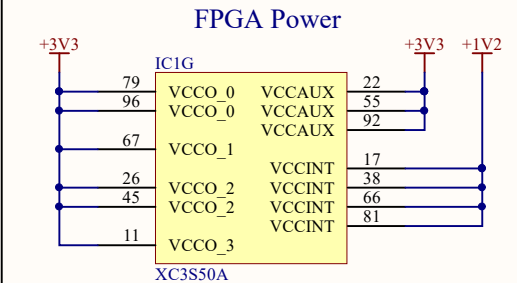 FPGA Power
+3V3
+3V3 +1V2
IC1G
79 VCCO_0 VCCAUX 22
96 VCCO_0 VCCAUX 55
VCCAUX 92
67 VCCO_1
VCCINT 17
26 VCCO_2 VCCINT 38
45 VCCO_2 VCCINT 66
VCCINT 81
11 VCCO_3
XC3S50A